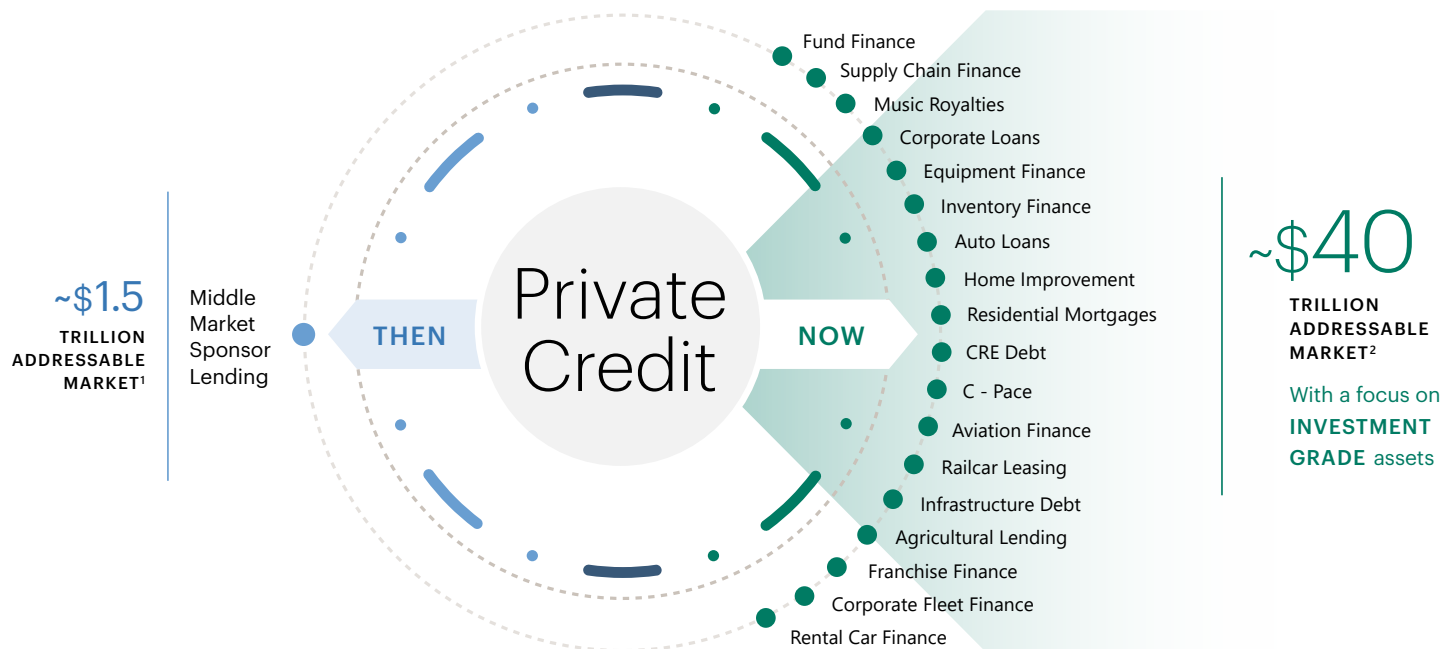 ~$1.5
TRILLION
ADDRESSABLE
MARKET¹
Middle
Market
Sponsor
Lending
THEN
Private
Credit
NOW
Fund Finance
Supply Chain Finance
Music Royalties
Corporate Loans
Equipment Finance
Inventory Finance
Auto Loans
Home Improvement
Residential Mortgages
CRE Debt
C - Pace
Aviation Finance
Railcar Leasing
Infrastructure Debt
Agricultural Lending
Franchise Finance
Corporate Fleet Finance
Rental Car Finance
~$40
TRILLION
ADDRESSABLE
MARKET²
With a focus on
INVESTMENT
GRADE assets